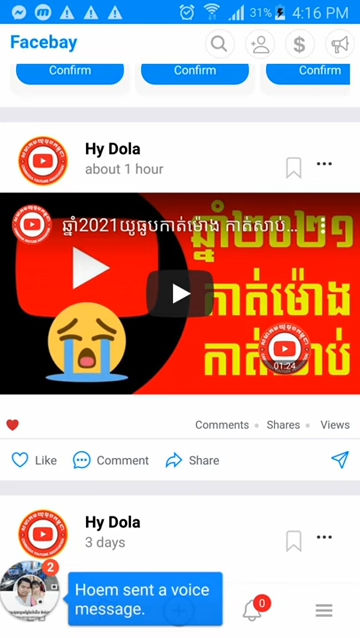 31% 4:16 PM
Facebay
Confirm
Confirm
Confirm
Hy Dola
about 1 hour
ឆ្នាំ2021យូធូបកាត់ម៉ោង កាត់សាប់...
ឆ្នាំ២០២១
កាត់ម៉ោង
កាត់សាប់
01:24
Comments Shares Views
Like Comment Share
Hy Dola
3 days
2
Hoem sent a voice
message.
0